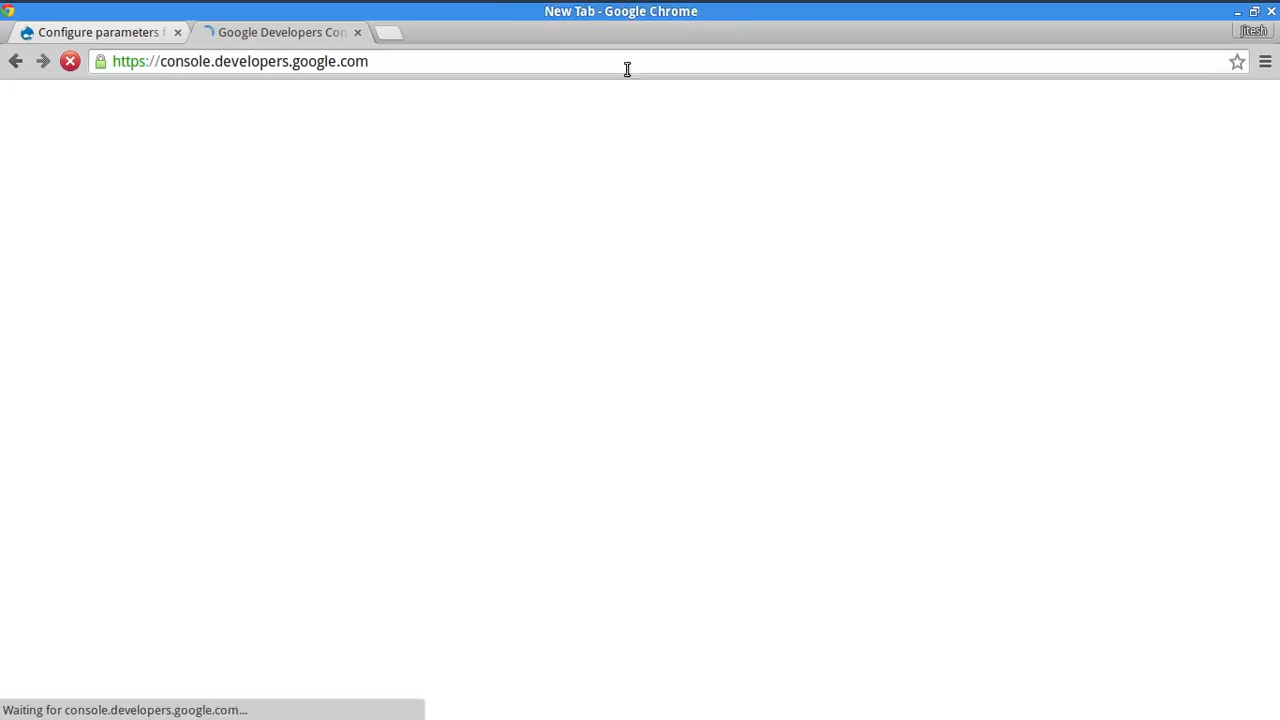 New Tab - Google Chrome
Configure parameters f
Google Developers Con
jitesh
https://console.developers.google.com
Waiting for console.developers.google.com...